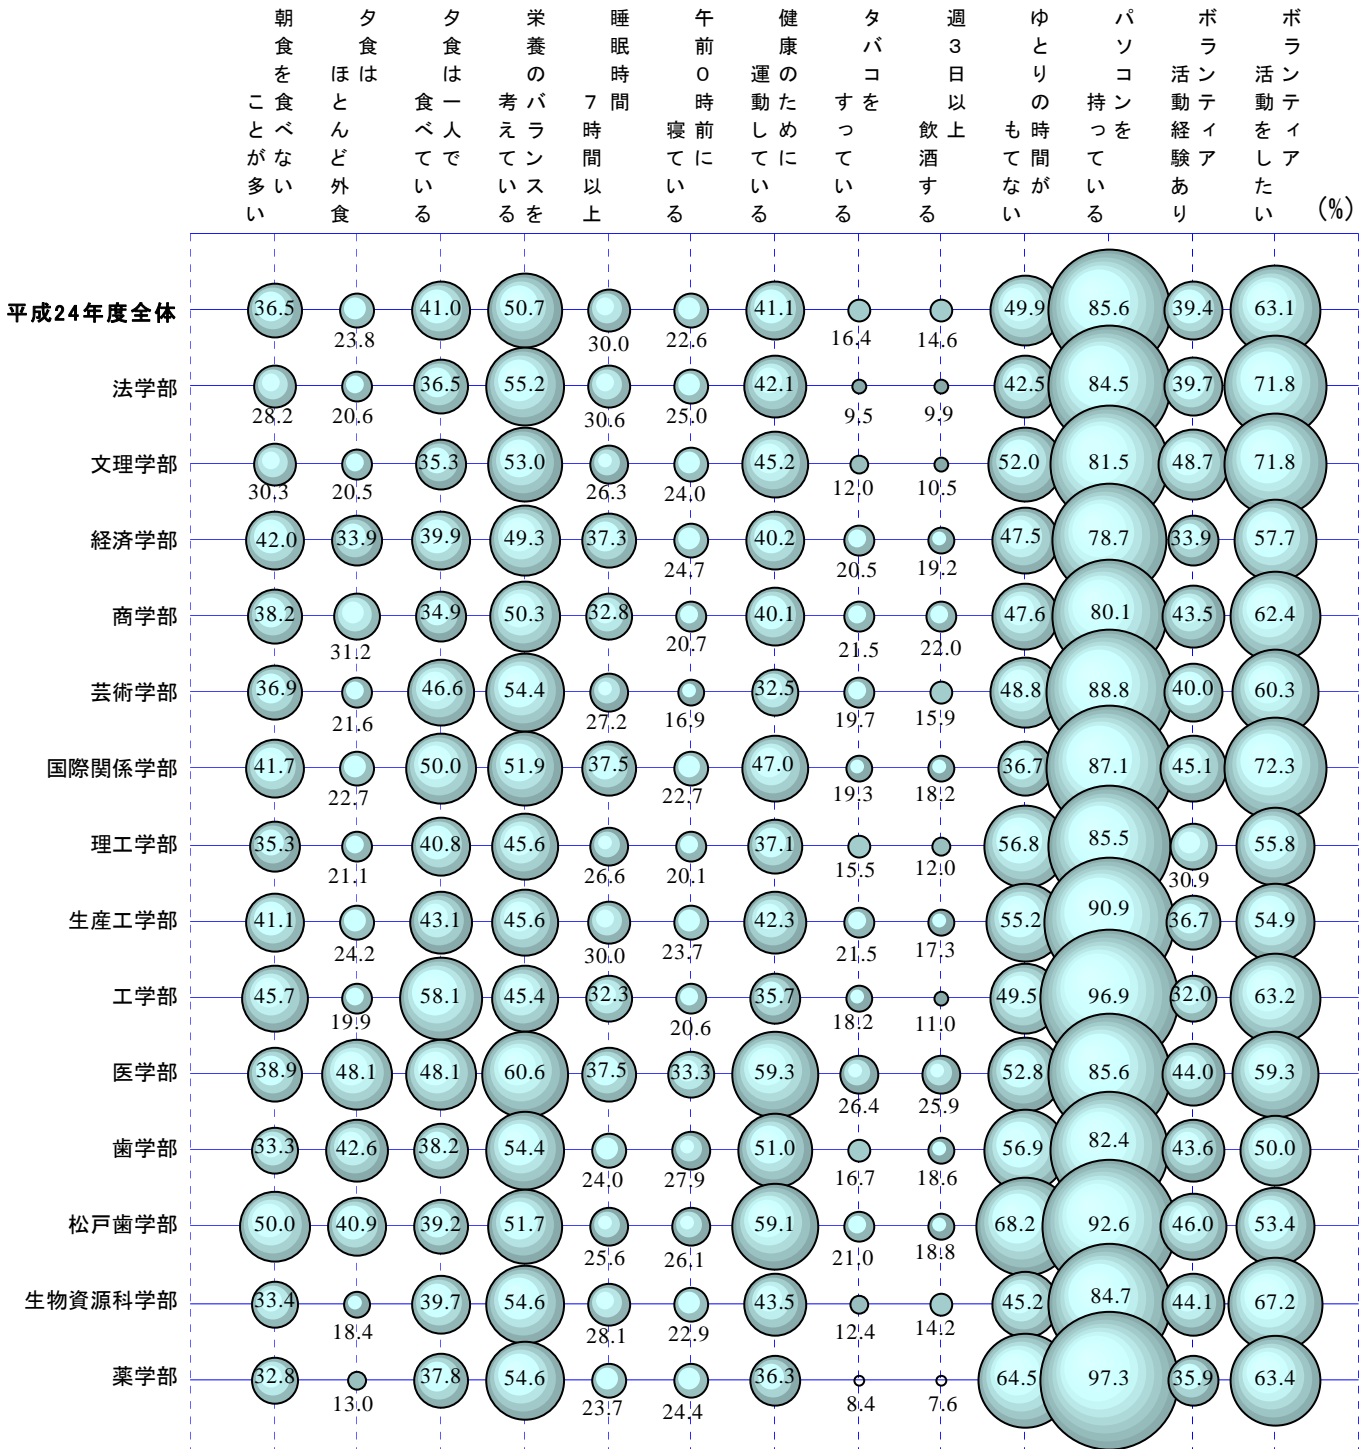 朝食を食べない
ことが多い
夕食は
ほとんど外食
夕食は一人で
食べている
栄養のバランスを
考えている
睡眠時間
7時間以上
午前0時前に
寝ている
健康のために
運動している
タバコを
すっている
週3日以上
飲酒する
ゆとりの時間が
もてない
パソコンを
持っている
ボランティア
活動経験あり
ボランティア
活動をしたい
(%)
平成24年度全体 36.5 23.8 41.0 50.7 30.0 22.6 41.1 16.4 14.6 49.9 85.6 39.4 63.1
法学部 28.2 20.6 36.5 55.2 30.6 25.0 42.1 9.5 9.9 42.5 84.5 39.7 71.8
文理学部 30.3 20.5 35.3 53.0 26.3 24.0 45.2 12.0 10.5 52.0 81.5 48.7 71.8
経済学部 42.0 33.9 39.9 49.3 37.3 24.7 40.2 20.5 19.2 47.5 78.7 33.9 57.7
商学部 38.2 31.2 34.9 50.3 32.8 20.7 40.1 21.5 22.0 47.6 80.1 43.5 62.4
芸術学部 36.9 21.6 46.6 54.4 27.2 16.9 32.5 19.7 15.9 48.8 88.8 40.0 60.3
国際関係学部 41.7 22.7 50.0 51.9 37.5 22.7 47.0 19.3 18.2 36.7 87.1 45.1 72.3
理工学部 35.3 21.1 40.8 45.6 26.6 20.1 37.1 15.5 12.0 56.8 85.5 30.9 55.8
生産工学部 41.1 24.2 43.1 45.6 30.0 23.7 42.3 21.5 17.3 55.2 90.9 36.7 54.9
工学部 45.7 19.9 58.1 45.4 32.3 20.6 35.7 18.2 11.0 49.5 96.9 32.0 63.2
医学部 38.9 48.1 48.1 60.6 37.5 33.3 59.3 26.4 25.9 52.8 85.6 44.0 59.3
歯学部 33.3 42.6 38.2 54.4 24.0 27.9 51.0 16.7 18.6 56.9 82.4 43.6 50.0
松戸歯学部 50.0 40.9 39.2 51.7 25.6 26.1 59.1 21.0 18.8 68.2 92.6 46.0 53.4
生物資源科学部 33.4 18.4 39.7 54.6 28.1 22.9 43.5 12.4 14.2 45.2 84.7 44.1 67.2
薬学部 32.8 13.0 37.8 54.6 23.7 24.4 36.3 8.4 7.6 64.5 97.3 35.9 63.4